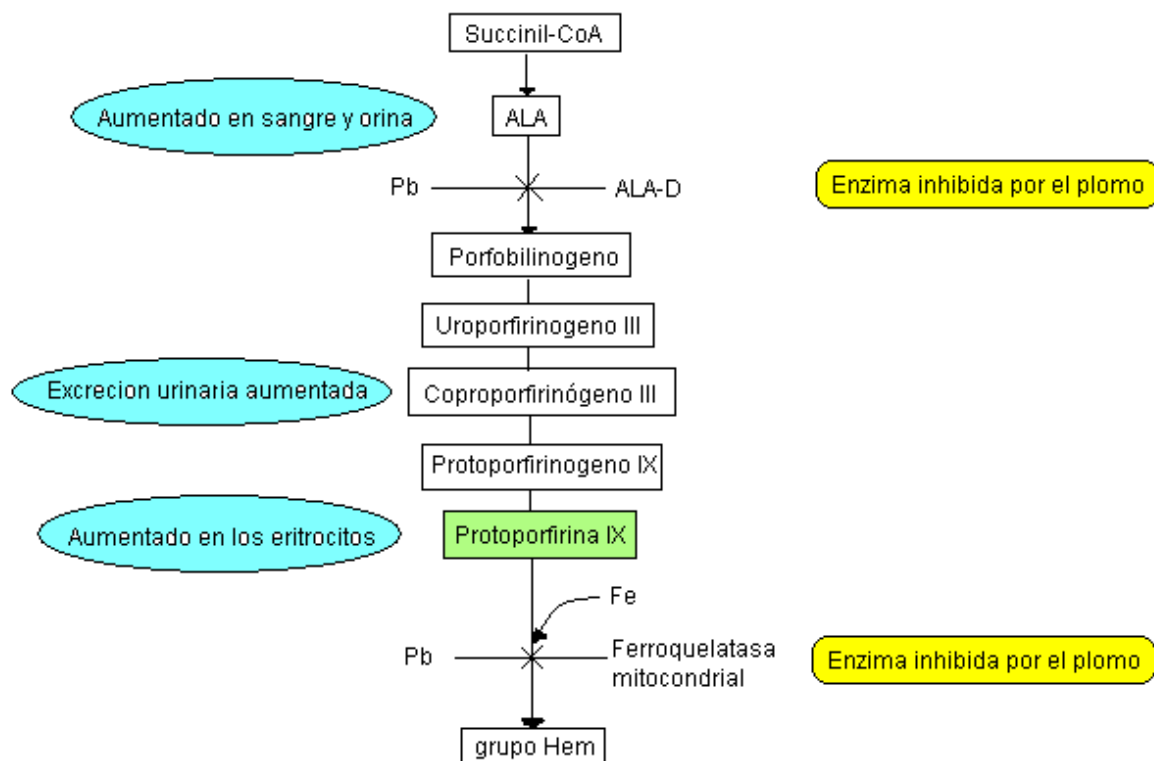 Succinil-CoA
Aumentado en sangre y orina
ALA
Pb
ALA-D
Enzima inhibida por el plomo
Porfobilinogeno
Uroporfirinogeno III
Excrecion urinaria aumentada
Coproporfirinógeno III
Protoporfirinogeno IX
Aumentado en los eritrocitos
Protoporfirina IX
Fe
Pb
Ferroquelatasa
mitocondrial
Enzima inhibida por el plomo
grupo Hem